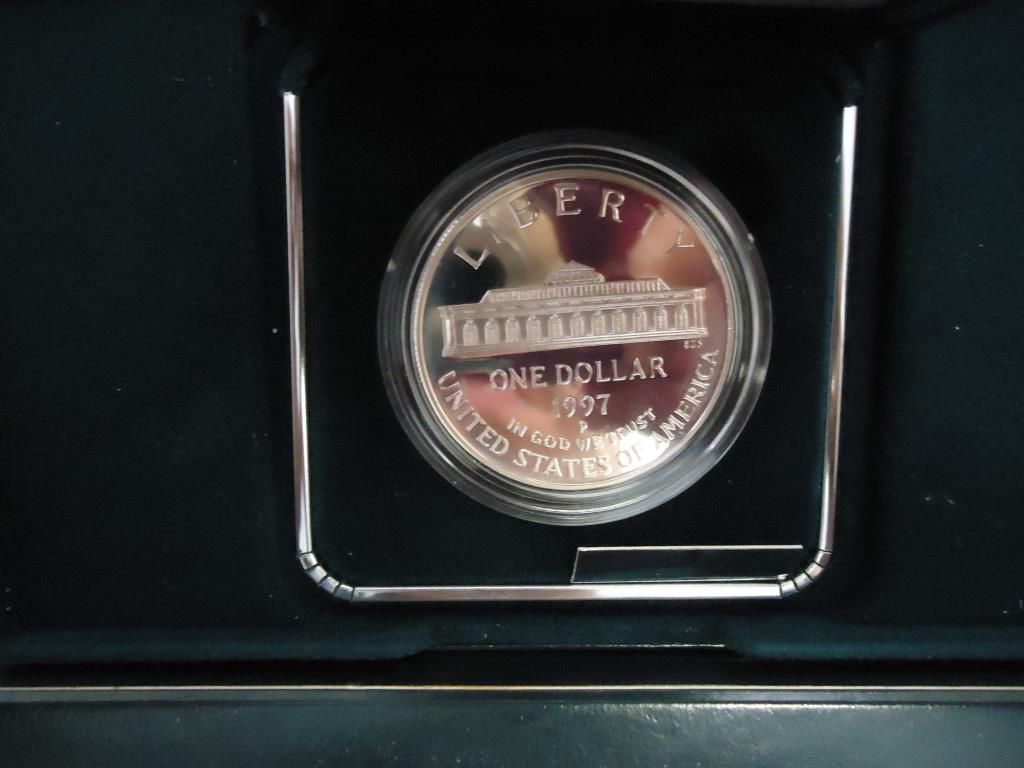 LIBERTY
ONE DOLLAR
1997
P
IN GOD WE TRUST
UNITED STATES OF AMERICA